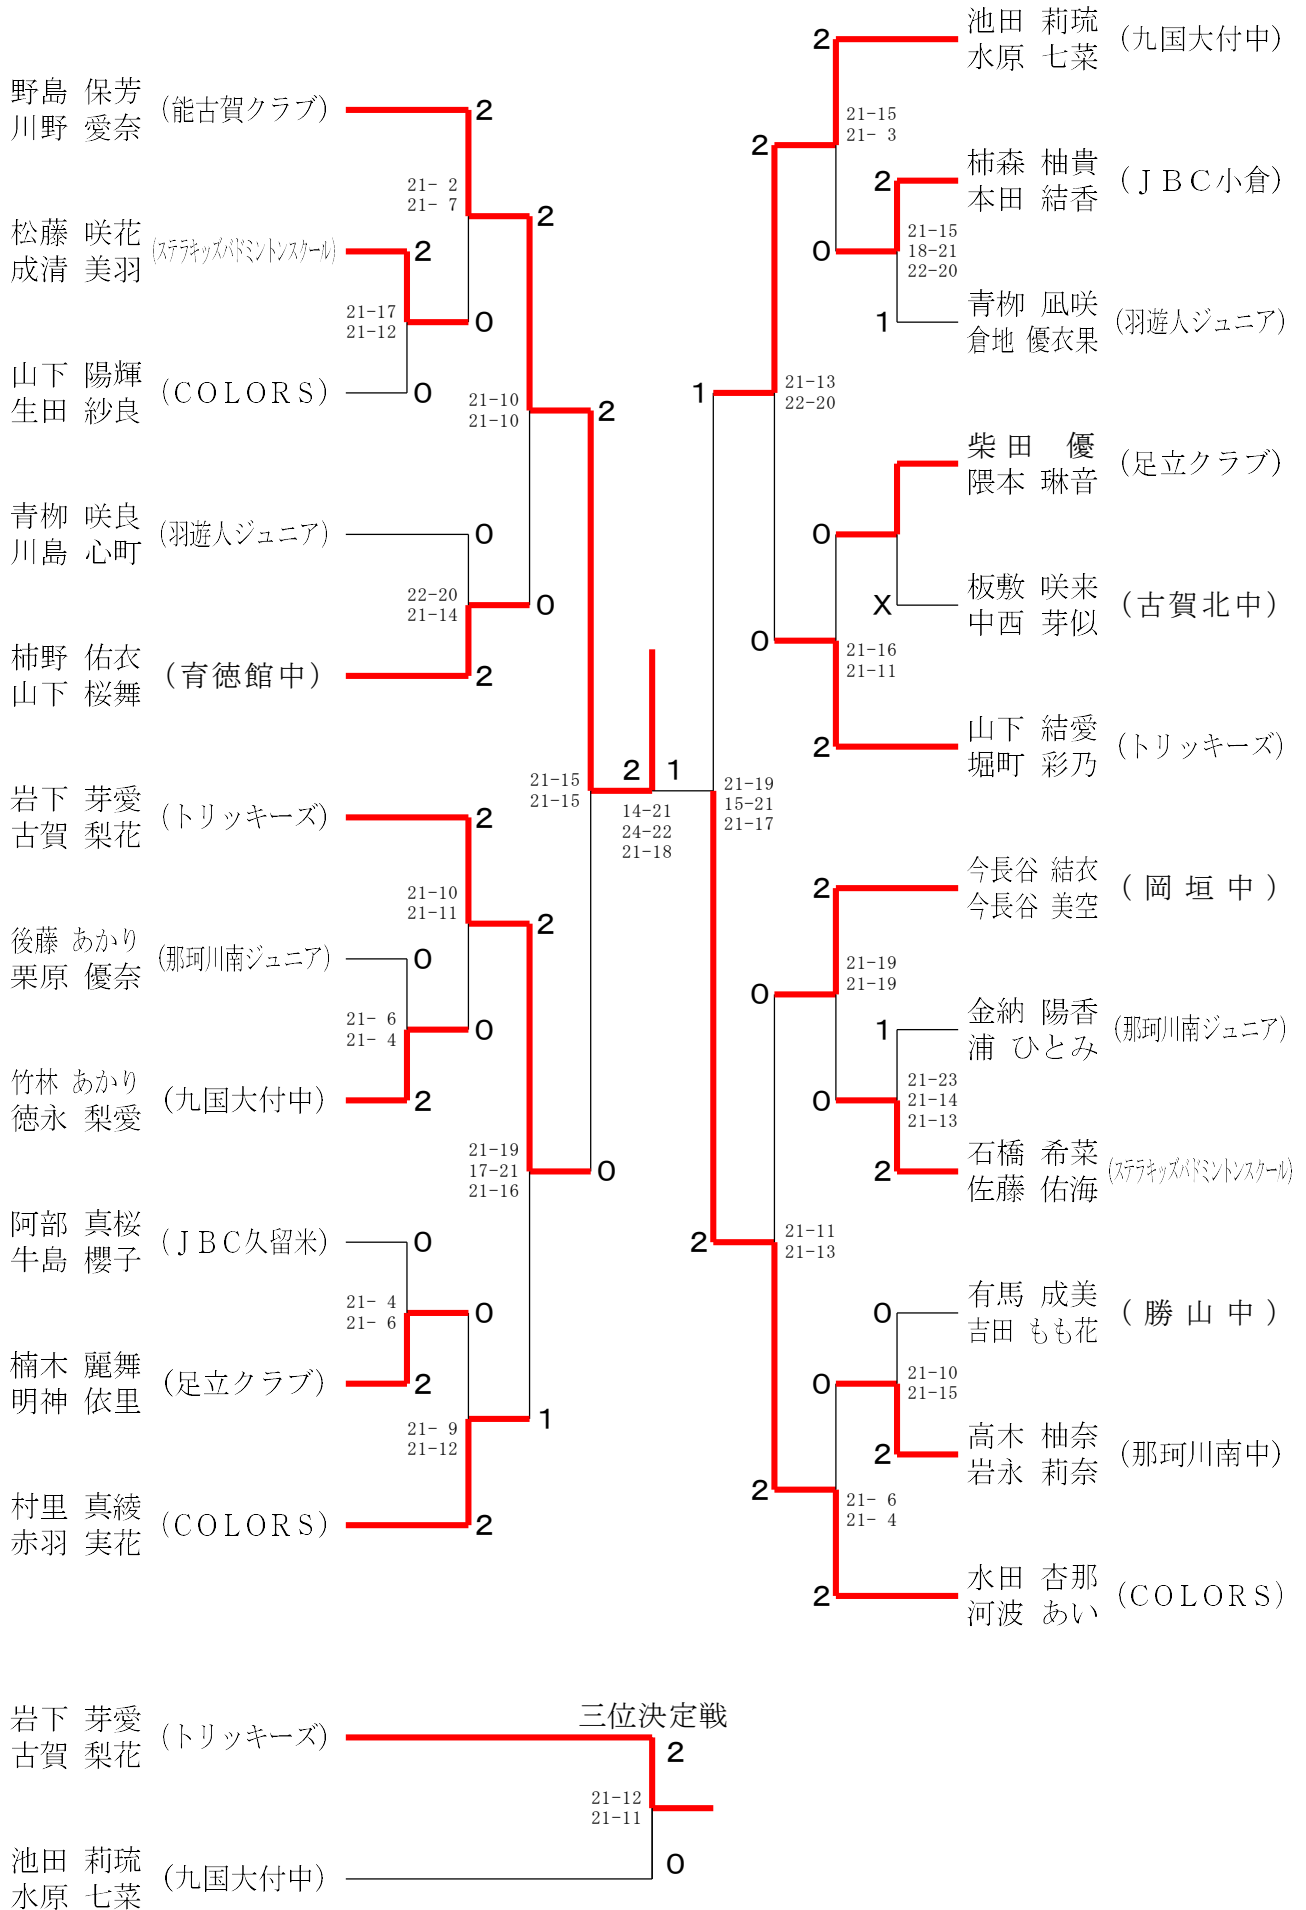 野島 保芳
川野 愛奈
(能古賀クラブ)
2
21- 2
21- 7
2
松藤 咲花
成清 美羽
(ステラキッズバドミントンスクール)
2
21-17
21-12
0
山下 陽輝
生田 紗良
(COLORS)
0
21-10
21-10
2
青栁 咲良
川島 心町
(羽遊人ジュニア)
0
22-20
21-14
0
柿野 佑衣
山下 桜舞
(育徳館中)
2
21-15
21-15
2
1
14-21
24-22
21-18
岩下 芽愛
古賀 梨花
(トリッキーズ)
2
21-10
21-11
2
後藤 あかり
栗原 優奈
(那珂川南ジュニア)
0
21- 6
21- 4
0
竹林 あかり
徳永 梨愛
(九国大付中)
2
21-19
17-21
21-16
0
阿部 真桜
牛島 櫻子
(JBC久留米)
0
21- 4
21- 6
0
楠木 麗舞
明神 依里
(足立クラブ)
2
21- 9
21-12
1
村里 真綾
赤羽 実花
(COLORS)
2
2
池田 莉琉
水原 七菜
(九国大付中)
21-15
21- 3
2
2
柿森 柚貴
本田 結香
(JBC小倉)
0
21-15
18-21
22-20
1
青栁 凪咲
倉地 優衣果
(羽遊人ジュニア)
1
21-13
22-20
柴田 優
隈本 琳音
(足立クラブ)
0
X
板敷 咲来
中西 芽似
(古賀北中)
0
21-16
21-11
2
山下 結愛
堀町 彩乃
(トリッキーズ)
21-19
15-21
21-17
2
今長谷 結衣
今長谷 美空
(岡垣中)
21-19
21-19
0
1
金納 陽香
浦 ひとみ
(那珂川南ジュニア)
0
21-23
21-14
21-13
2
石橋 希菜
佐藤 佑海
(ステラキッズバドミントンスクール)
2
21-11
21-13
0
有馬 成美
吉田 もも花
(勝山中)
0
21-10
21-15
2
高木 柚奈
岩永 莉奈
(那珂川南中)
2
21- 6
21- 4
2
水田 杏那
河波 あい
(COLORS)
三位決定戦
岩下 芽愛
古賀 梨花
(トリッキーズ)
2
21-12
21-11
0
池田 莉琉
水原 七菜
(九国大付中)